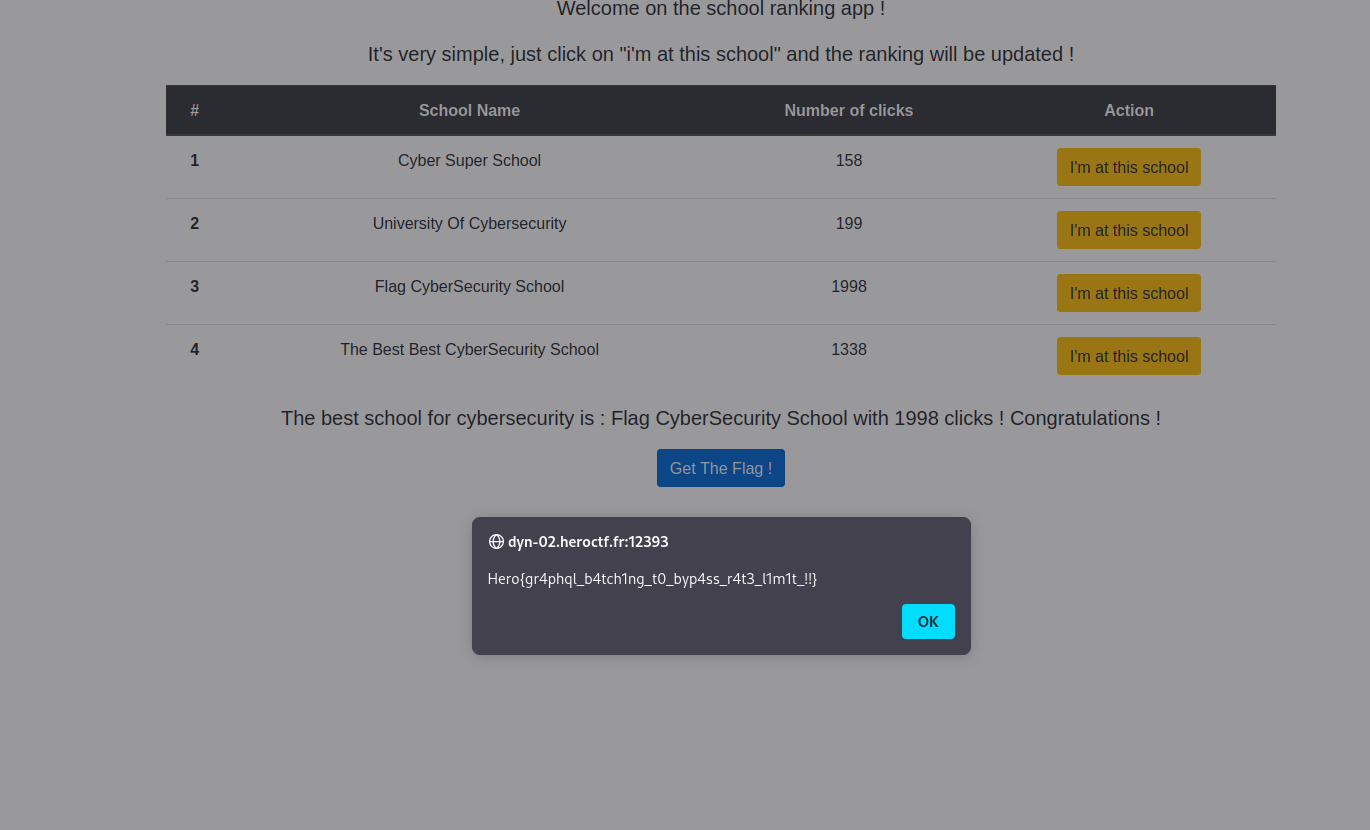 Welcome on the school ranking app !
It's very simple, just click on "i'm at this school" and the ranking will be updated !
# School Name Number of clicks Action
1 Cyber Super School 158 I'm at this school
2 University Of Cybersecurity 199 I'm at this school
3 Flag CyberSecurity School 1998 I'm at this school
4 The Best Best CyberSecurity School 1338 I'm at this school
The best school for cybersecurity is : Flag CyberSecurity School with 1998 clicks ! Congratulations !
Get The Flag !
dyn-02.heroctf.fr:12393
Hero{gr4phql_b4tch1ng_t0_byp4ss_r4t3_l1m1t_!!}
OK